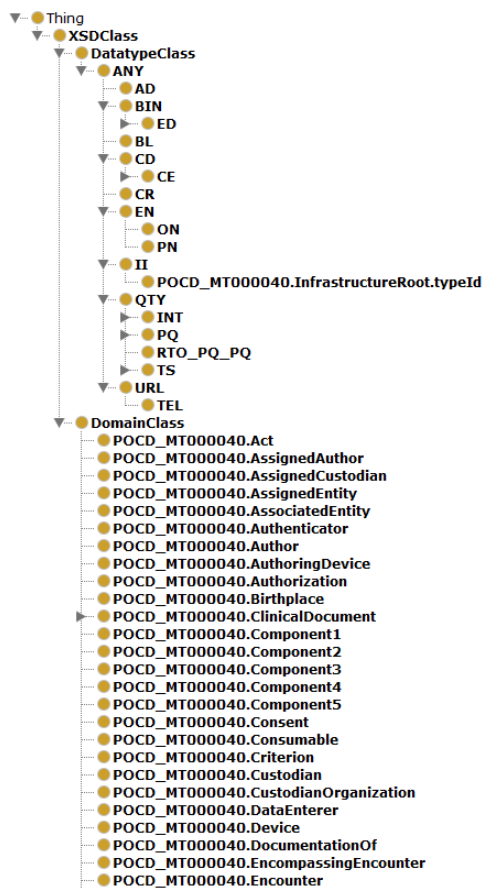 Thing
XSDClass
DatatypeClass
ANY
AD
BIN
ED
BL
CD
CE
CR
EN
ON
PN
II
POCD_MT000040.InfrastructureRoot.typeId
QTY
INT
PQ
RTO_PQ_PQ
TS
URL
TEL
DomainClass
POCD_MT000040.Act
POCD_MT000040.AssignedAuthor
POCD_MT000040.AssignedCustodian
POCD_MT000040.AssignedEntity
POCD_MT000040.AssociatedEntity
POCD_MT000040.Authenticator
POCD_MT000040.Author
POCD_MT000040.AuthoringDevice
POCD_MT000040.Authorization
POCD_MT000040.Birthplace
POCD_MT000040.ClinicalDocument
POCD_MT000040.Component1
POCD_MT000040.Component2
POCD_MT000040.Component3
POCD_MT000040.Component4
POCD_MT000040.Component5
POCD_MT000040.Consent
POCD_MT000040.Consumable
POCD_MT000040.Criterion
POCD_MT000040.Custodian
POCD_MT000040.CustodianOrganization
POCD_MT000040.DataEnterer
POCD_MT000040.Device
POCD_MT000040.DocumentationOf
POCD_MT000040.EncompassingEncounter
POCD_MT000040.Encounter